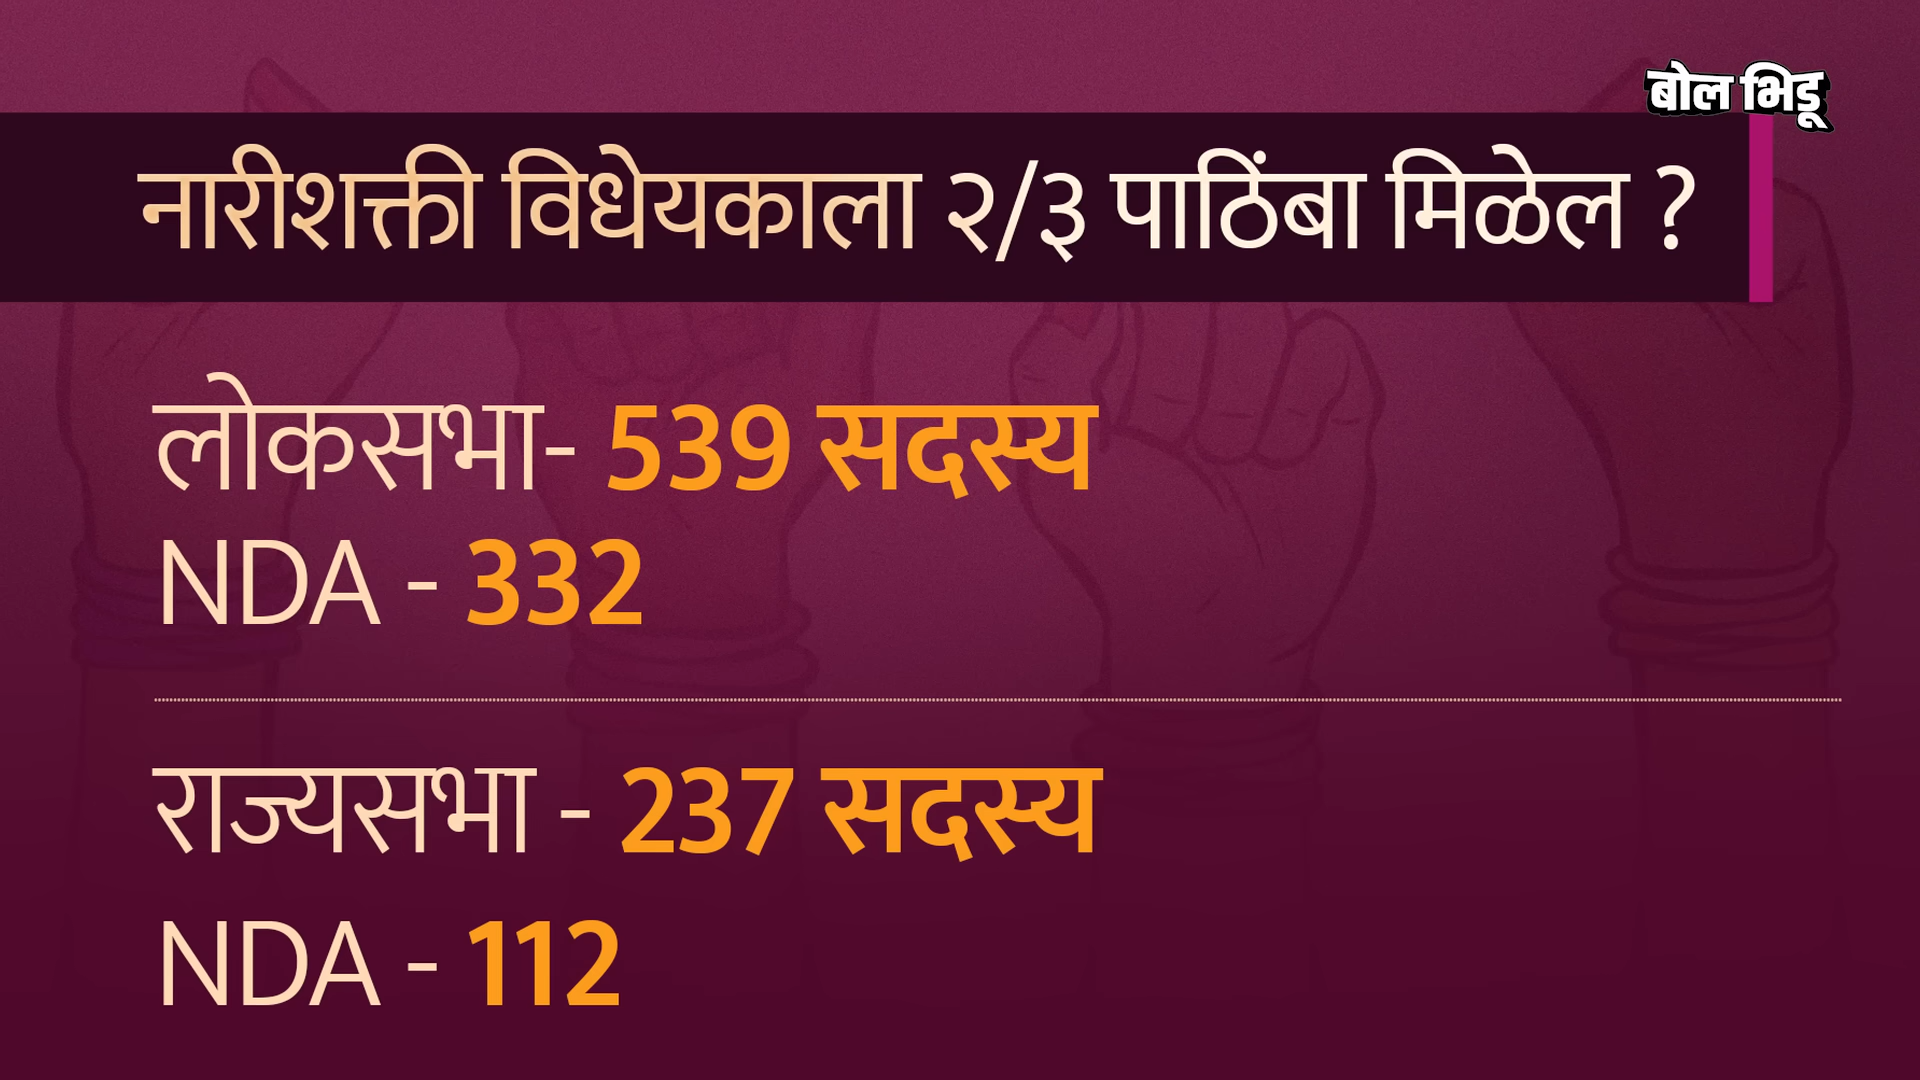 बोल भिडू
नारीशक्ती विधेयकाला २/३ पाठिंबा मिळेल ?
लोकसभा- 539 सदस्य
NDA - 332
राज्यसभा - 237 सदस्य
NDA - 112